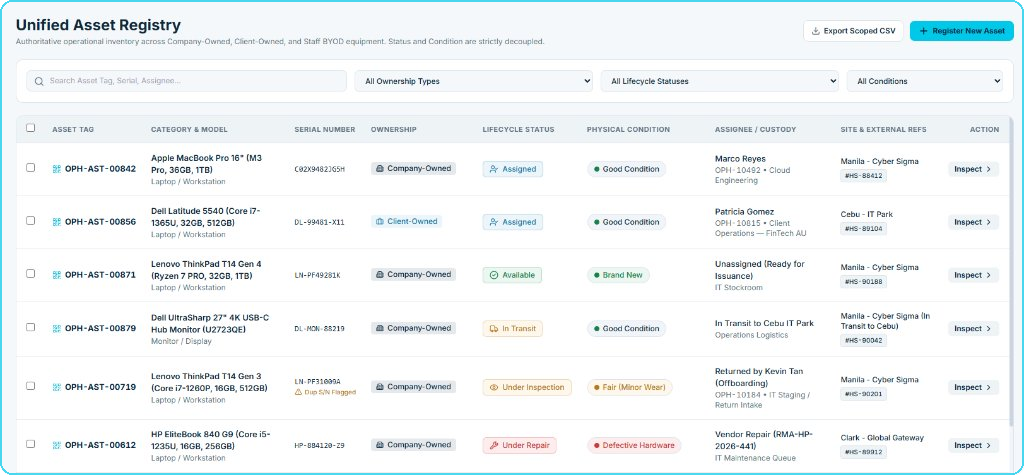 Unified Asset Registry
Authoritative operational inventory across Company-Owned, Client-Owned, and Staff BYOD equipment. Status and Condition are strictly decoupled.
Export Scoped CSV
Register New Asset
Search Asset Tag, Serial, Assignee...
All Ownership Types
All Lifecycle Statuses
All Conditions
ASSET TAG CATEGORY & MODEL SERIAL NUMBER OWNERSHIP LIFECYCLE STATUS PHYSICAL CONDITION ASSIGNEE / CUSTODY SITE & EXTERNAL REFS ACTION
OPH-AST-00842
Apple MacBook Pro 16" (M3
Pro, 36GB, 1TB)
Laptop / Workstation
C02X9482JG5H
Company-Owned
Assigned
Good Condition
Marco Reyes
OPH-10492 • Cloud
Engineering
Manila - Cyber Sigma
#HS-88412
Inspect
OPH-AST-00856
Dell Latitude 5540 (Core i7-
1365U, 32GB, 512GB)
Laptop / Workstation
DL-99481-X11
Client-Owned
Assigned
Good Condition
Patricia Gomez
OPH-10815 • Client
Operations — FinTech AU
Cebu - IT Park
#HS-89104
Inspect
OPH-AST-00871
Lenovo ThinkPad T14 Gen 4
(Ryzen 7 PRO, 32GB, 1TB)
Laptop / Workstation
LN-PF49281K
Company-Owned
Available
Brand New
Unassigned (Ready for
Issuance)
IT Stockroom
Manila - Cyber Sigma
#HS-90188
Inspect
OPH-AST-00879
Dell UltraSharp 27" 4K USB-C
Hub Monitor (U2723QE)
Monitor / Display
DL-MON-88219
Company-Owned
In Transit
Good Condition
In Transit to Cebu IT Park
Operations Logistics
Manila - Cyber Sigma (In
Transit to Cebu)
#HS-90042
Inspect
OPH-AST-00719
Lenovo ThinkPad T14 Gen 3
(Core i7-1260P, 16GB, 512GB)
Laptop / Workstation
LN-PF31009A
Dup S/N Flagged
Company-Owned
Under Inspection
Fair (Minor Wear)
Returned by Kevin Tan
(Offboarding)
OPH-10184 • IT Staging /
Return Intake
Manila - Cyber Sigma
#HS-90201
Inspect
OPH-AST-00612
HP EliteBook 840 G9 (Core i5-
1235U, 16GB, 256GB)
Laptop / Workstation
HP-884120-Z9
Company-Owned
Under Repair
Defective Hardware
Vendor Repair (RMA-HP-
2026-441)
IT Maintenance Queue
Clark - Global Gateway
#HS-89912
Inspect